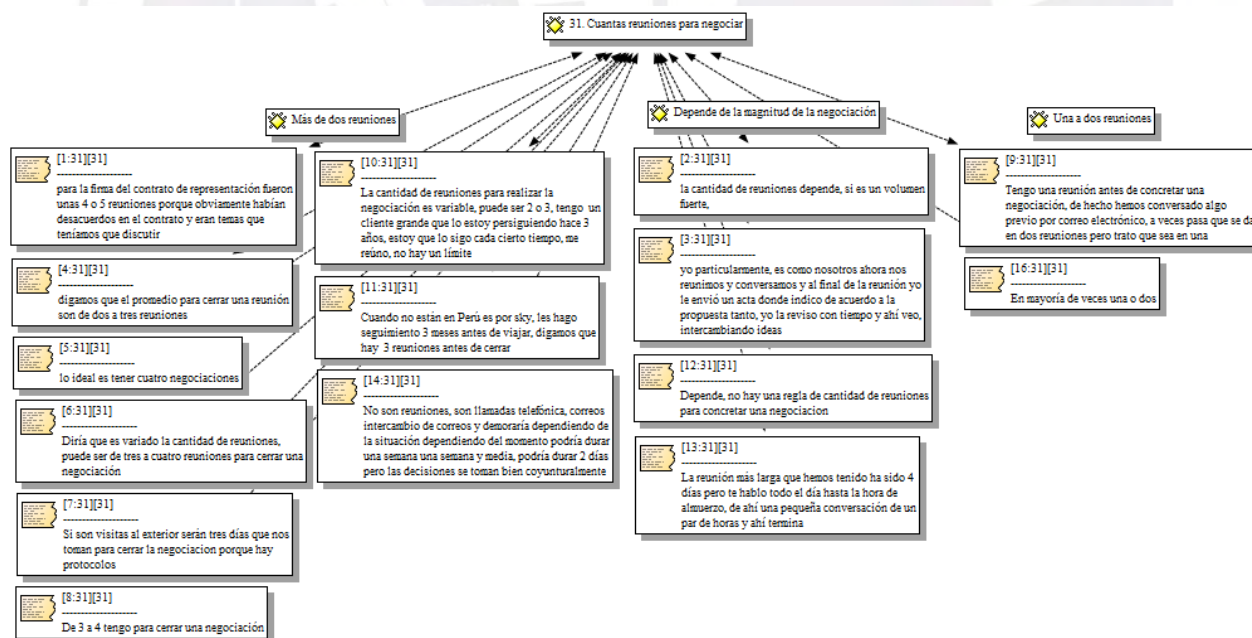 31. Cuantas reuniones para negociar
Más de dos reuniones
[1:31][31]
--------------------
para la firma del contrato de representación fueron
unas 4 o 5 reuniones porque obviamente habían
desacuerdos en el contrato y eran temas que
teníamos que discutir
[4:31][31]
--------------------
digamos que el promedio para cerrar una reunión
son de dos a tres reuniones
[5:31][31]
--------------------
lo ideal es tener cuatro negociaciones
[6:31][31]
--------------------
Diría que es variado la cantidad de reuniones,
puede ser de tres a cuatro reuniones para cerrar una
negociación
[7:31][31]
--------------------
Si son visitas al exterior serán tres días que nos
toman para cerrar la negociacion porque hay
protocolos
[8:31][31]
--------------------
De 3 a 4 tengo para cerrar una negociación
[10:31][31]
--------------------
La cantidad de reuniones para realizar la
negociación es variable, puede ser 2 o 3, tengo un
cliente grande que lo estoy persiguiendo hace 3
años, estoy que lo sigo cada cierto tiempo, me
reúno, no hay un límite
[11:31][31]
--------------------
Cuando no están en Perú es por sky, les hago
seguimiento 3 meses antes de viajar, digamos que
hay 3 reuniones antes de cerrar
[14:31][31]
--------------------
No son reuniones, son llamadas telefónica, correos
intercambio de correos y demoraría dependiendo de
la situación dependiendo del momento podría durar
una semana una semana y media, podría durar 2 días
pero las decisiones se toman bien coyunturalmente
Depende de la magnitud de la negociación
[2:31][31]
--------------------
la cantidad de reuniones depende, si es un volumen
fuerte,
[3:31][31]
--------------------
yo particularmente, es como nosotros ahora nos
reunimos y conversamos y al final de la reunión yo
le envió un acta donde indico de acuerdo a la
propuesta tanto, yo la reviso con tiempo y ahí veo,
intercambiando ideas
[12:31][31]
--------------------
Depende, no hay una regla de cantidad de reuniones
para concretar una negociacion
[13:31][31]
--------------------
La reunión más larga que hemos tenido ha sido 4
días pero te hablo todo el día hasta la hora de
almuerzo, de ahí una pequeña conversación de un
par de horas y ahí termina
Una a dos reuniones
[9:31][31]
--------------------
Tengo una reunión antes de concretar una
negociación, de hecho hemos conversado algo
previo por correo electrónico, a veces pasa que se da
en dos reuniones pero trato que sea en una
[16:31][31]
--------------------
En mayoría de veces una o dos